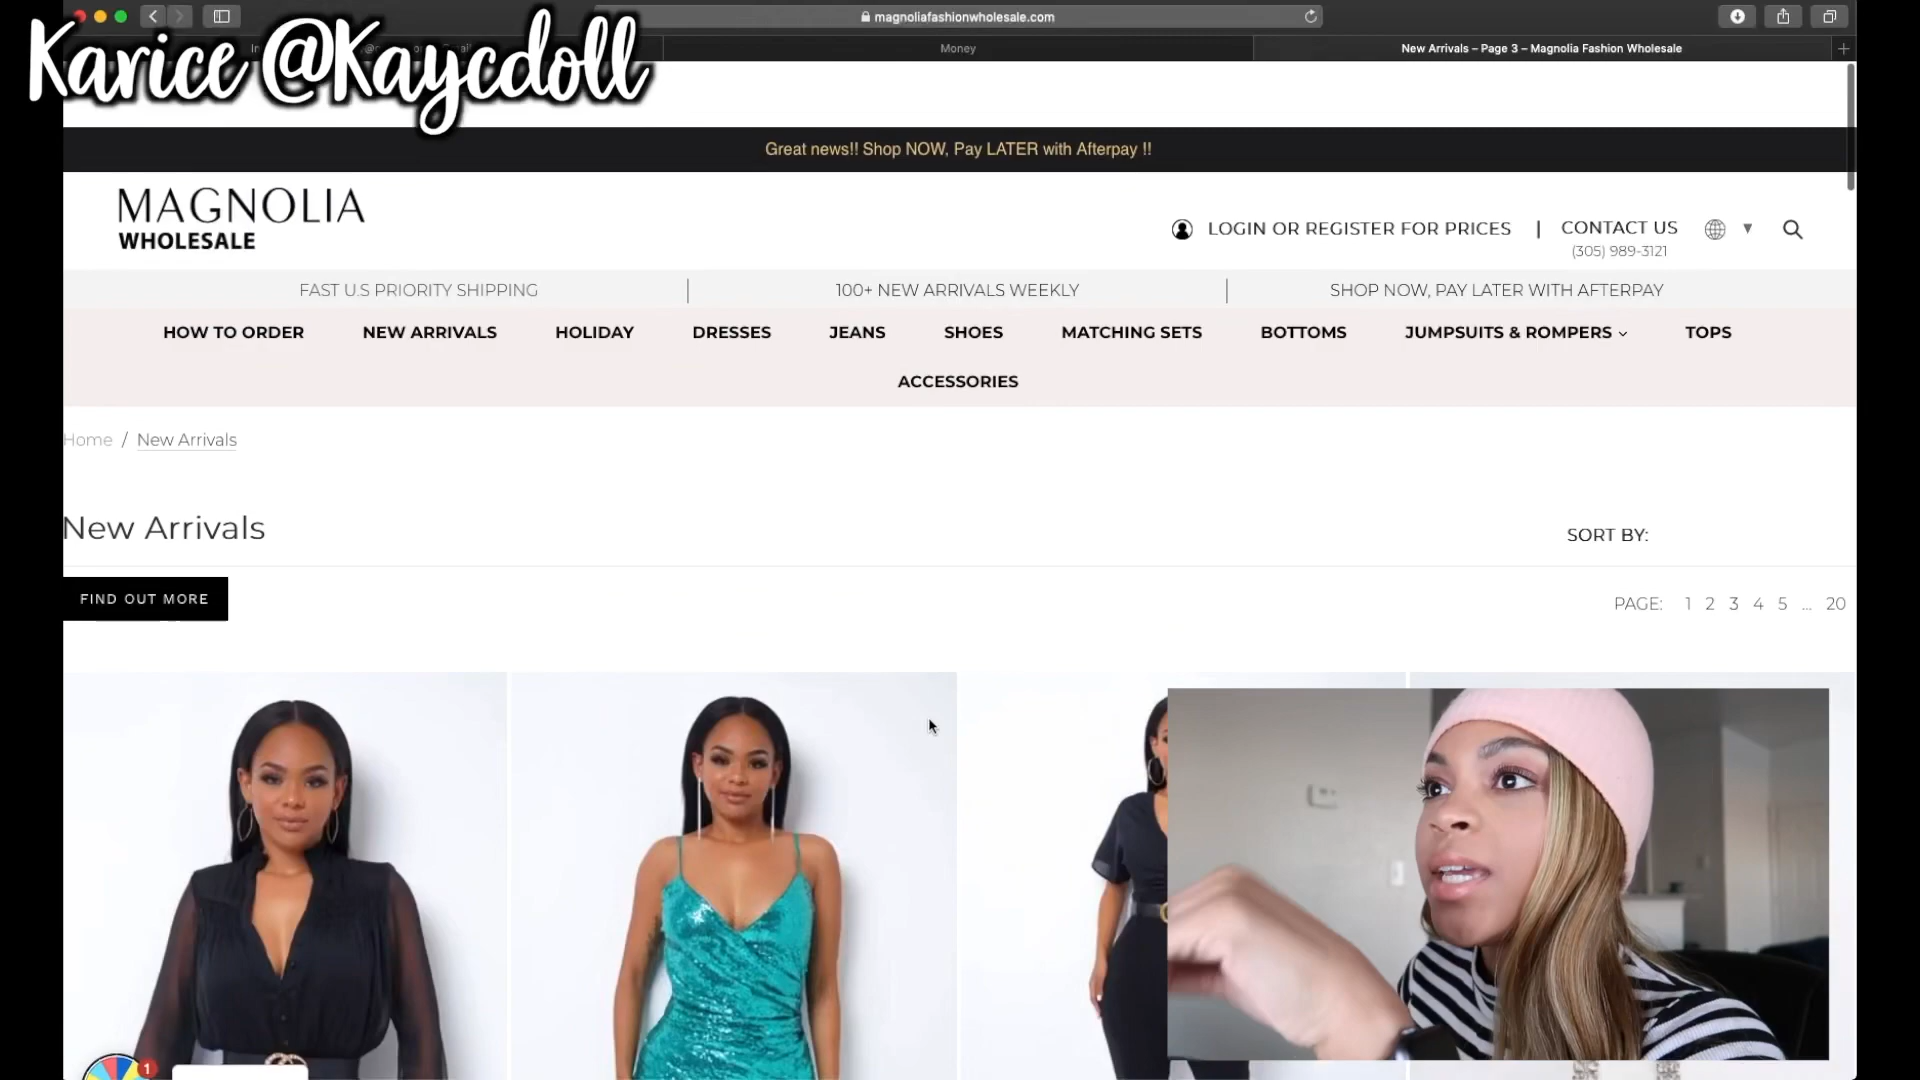 magnoliafashionwholesale.com
Karice @Kaycdoll
Money
New Arrivals – Page 3 – Magnolia Fashion Wholesale
Great news!! Shop NOW, Pay LATER with Afterpay !!
MAGNOLIA
WHOLESALE
LOGIN OR REGISTER FOR PRICES | CONTACT US
(305) 989-3121
FAST U.S PRIORITY SHIPPING | 100+ NEW ARRIVALS WEEKLY | SHOP NOW, PAY LATER WITH AFTERPAY
HOW TO ORDER NEW ARRIVALS HOLIDAY DRESSES JEANS SHOES MATCHING SETS BOTTOMS JUMPSUITS & ROMPERS TOPS
ACCESSORIES
Home / New Arrivals
New Arrivals
SORT BY:
FIND OUT MORE
PAGE: 1 2 3 4 5 ... 20
1